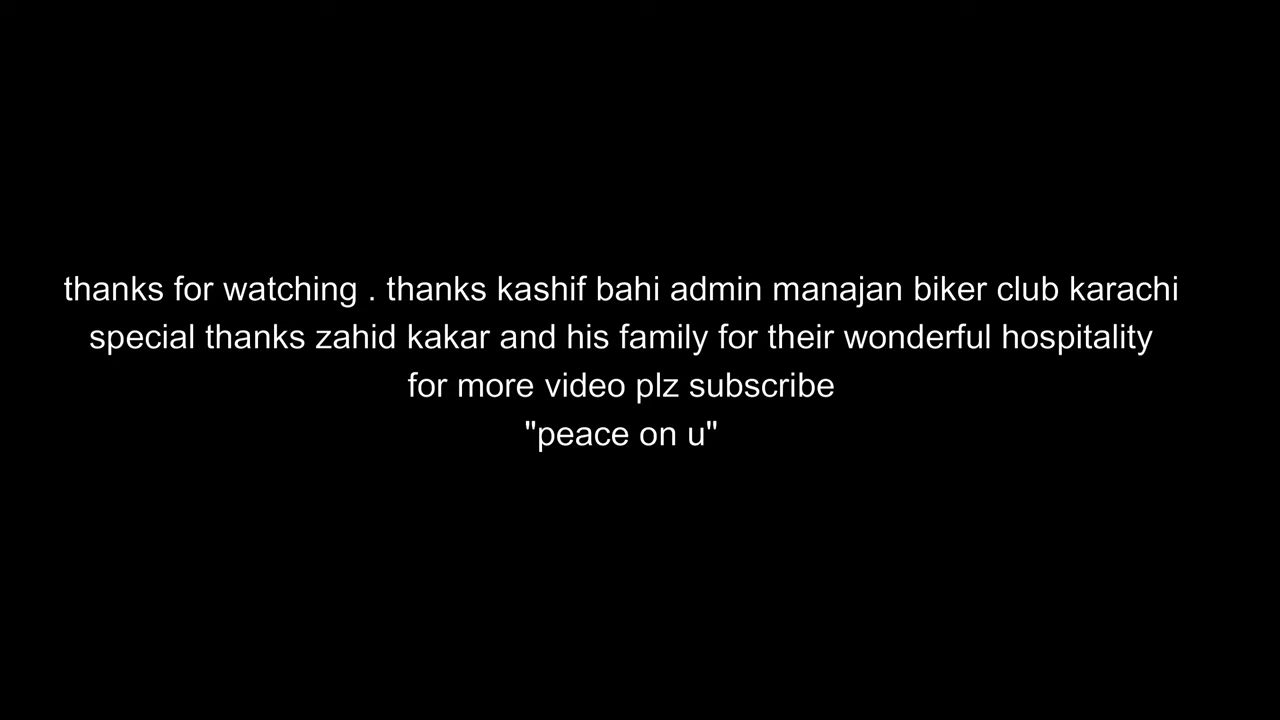 thanks for watching . thanks kashif bahi admin manajan biker club karachi
special thanks zahid kakar and his family for their wonderful hospitality
for more video plz subscribe
"peace on u"